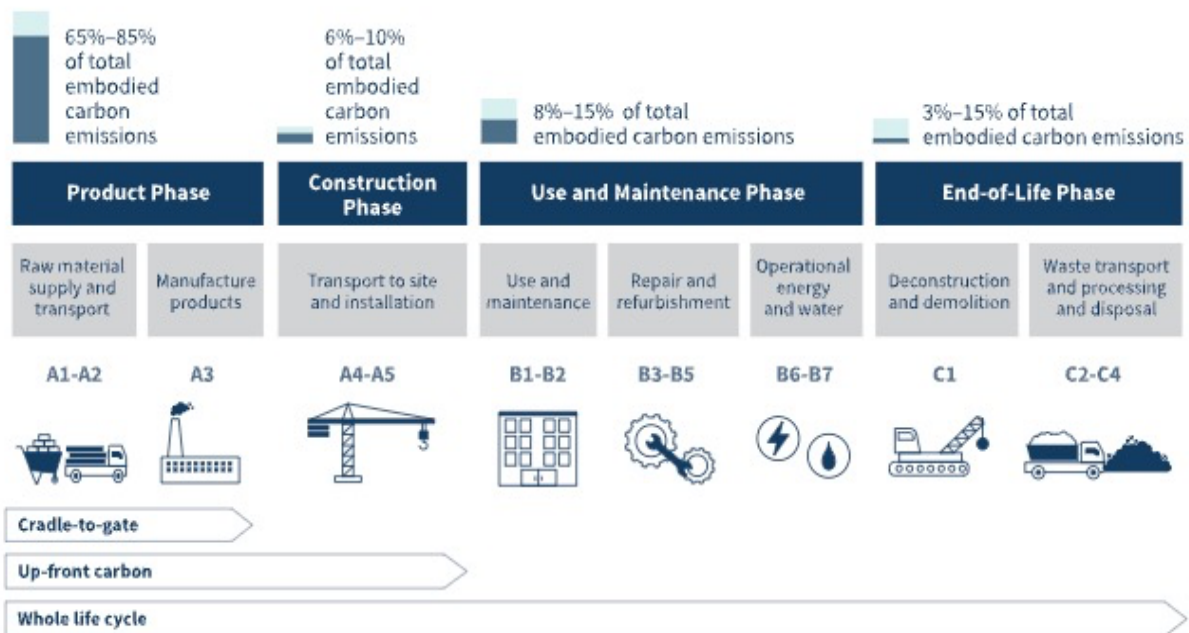 65%–85%
of total
embodied
carbon
emissions
6%–10%
of total
embodied
carbon
emissions
8%–15% of total
embodied carbon emissions
3%–15% of total
embodied carbon emissions
Product Phase
Construction
Phase
Use and Maintenance Phase
End-of-Life Phase
Raw material
supply and
transport
Manufacture
products
Transport to site
and installation
Use and
maintenance
Repair and
refurbishment
Operational
energy
and water
Deconstruction
and demolition
Waste transport
and processing
and disposal
A1-A2
A3
A4-A5
B1-B2
B3-B5
B6-B7
C1
C2-C4
Cradle-to-gate
Up-front carbon
Whole life cycle